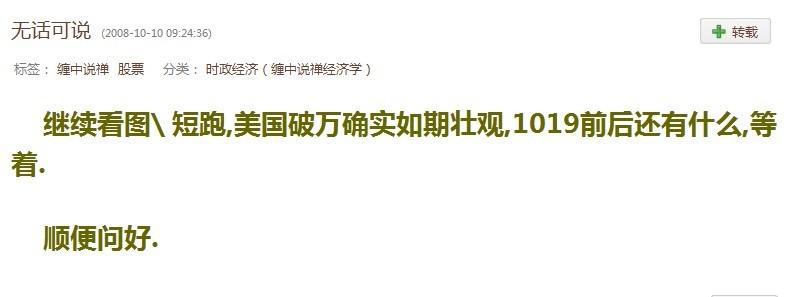 无话可说 (2008-10-10 09:24:36)
转载
标签： 缠中说禅 股票 分类： 时政经济（缠中说禅经济学）
继续看图\ 短跑,美国破万确实如期壮观,1019前后还有什么,等
着.
顺便问好.